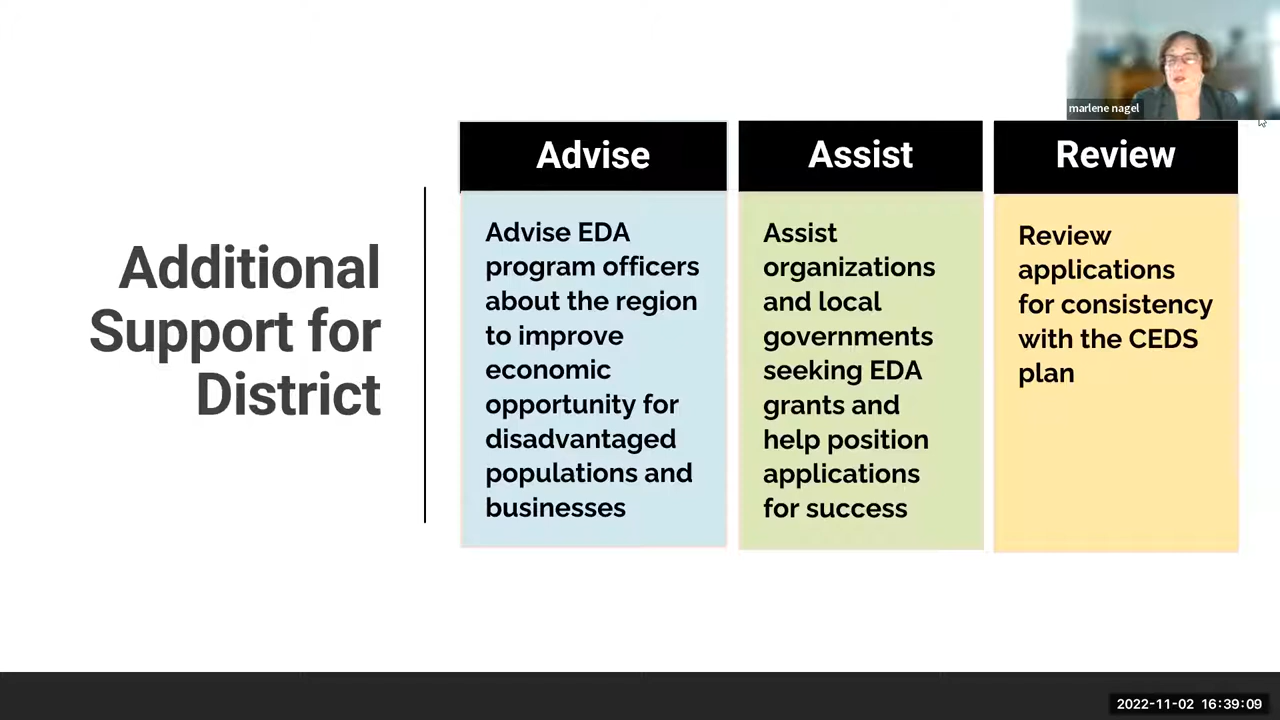 marlene nagel
Additional
Support for
District
Advise
Advise EDA
program officers
about the region
to improve
economic
opportunity for
disadvantaged
populations and
businesses
Assist
Assist
organizations
and local
governments
seeking EDA
grants and
help position
applications
for success
Review
Review
applications
for consistency
with the CEDS
plan
2022-11-02 16:39:09